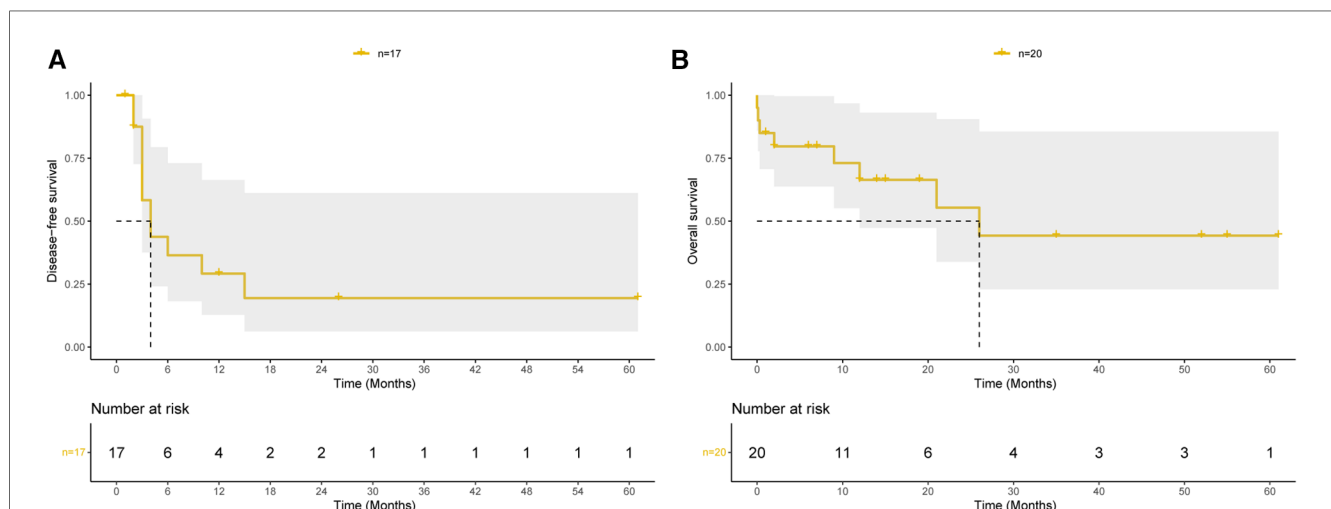 A
n=17
Disease-free survival
1.00
0.75
0.50
0.25
0.00
0 6 12 18 24 30 36 42 48 54 60
Time (Months)
Number at risk
n=17 17 6 4 2 2 1 1 1 1 1 1
0 6 12 18 24 30 36 42 48 54 60
Time (Months)
B
n=20
Overall survival
1.00
0.75
0.50
0.25
0.00
0 10 20 30 40 50 60
Time (Months)
Number at risk
n=20 20 11 6 4 3 3 1
0 10 20 30 40 50 60
Time (Months)